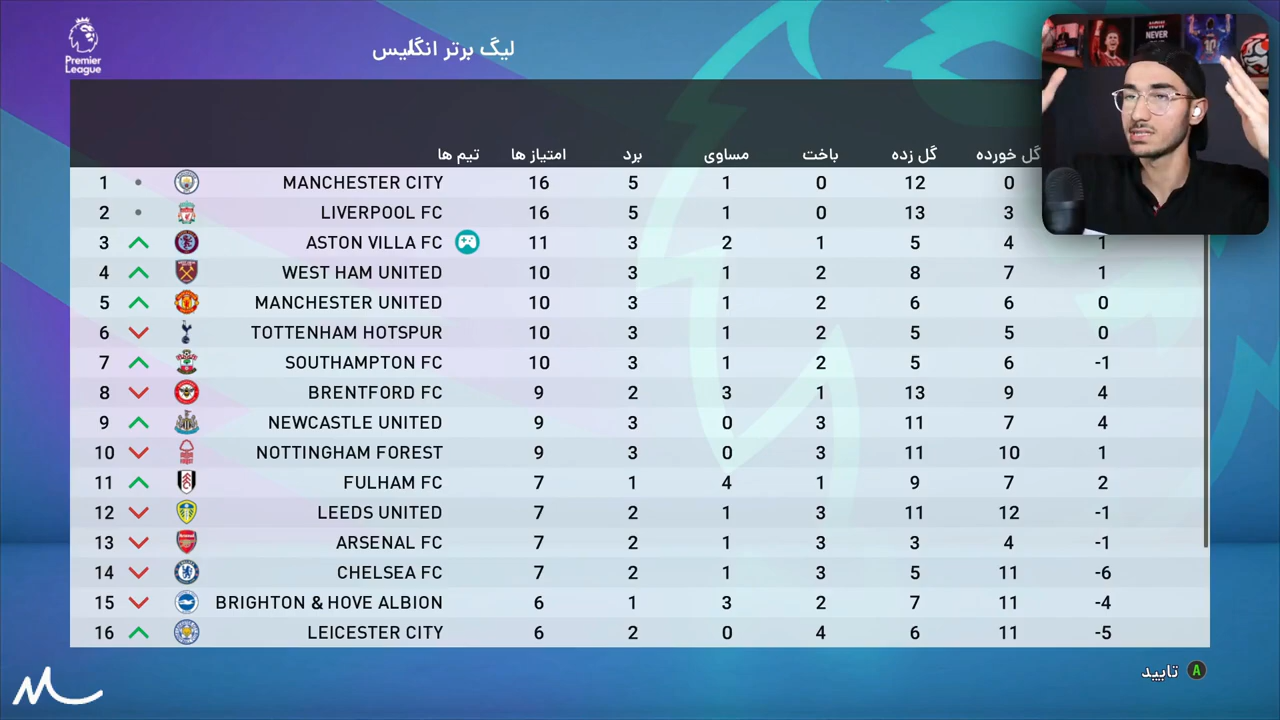 Premier League
لیگ برتر انگلیس
NEVER
10
تیم ها امتیاز ها برد مساوی باخت گل زده گل خورده
1 MANCHESTER CITY 16 5 1 0 12 0
2 LIVERPOOL FC 16 5 1 0 13 3
3 ASTON VILLA FC 11 3 2 1 5 4 1
4 WEST HAM UNITED 10 3 1 2 8 7 1
5 MANCHESTER UNITED 10 3 1 2 6 6 0
6 TOTTENHAM HOTSPUR 10 3 1 2 5 5 0
7 SOUTHAMPTON FC 10 3 1 2 5 6 -1
8 BRENTFORD FC 9 2 3 1 13 9 4
9 NEWCASTLE UNITED 9 3 0 3 11 7 4
10 NOTTINGHAM FOREST 9 3 0 3 11 10 1
11 FULHAM FC 7 1 4 1 9 7 2
12 LEEDS UNITED 7 2 1 3 11 12 -1
13 ARSENAL FC 7 2 1 3 3 4 -1
14 CHELSEA FC 7 2 1 3 5 11 -6
15 BRIGHTON & HOVE ALBION 6 1 3 2 7 11 -4
16 LEICESTER CITY 6 2 0 4 6 11 -5
تایید A